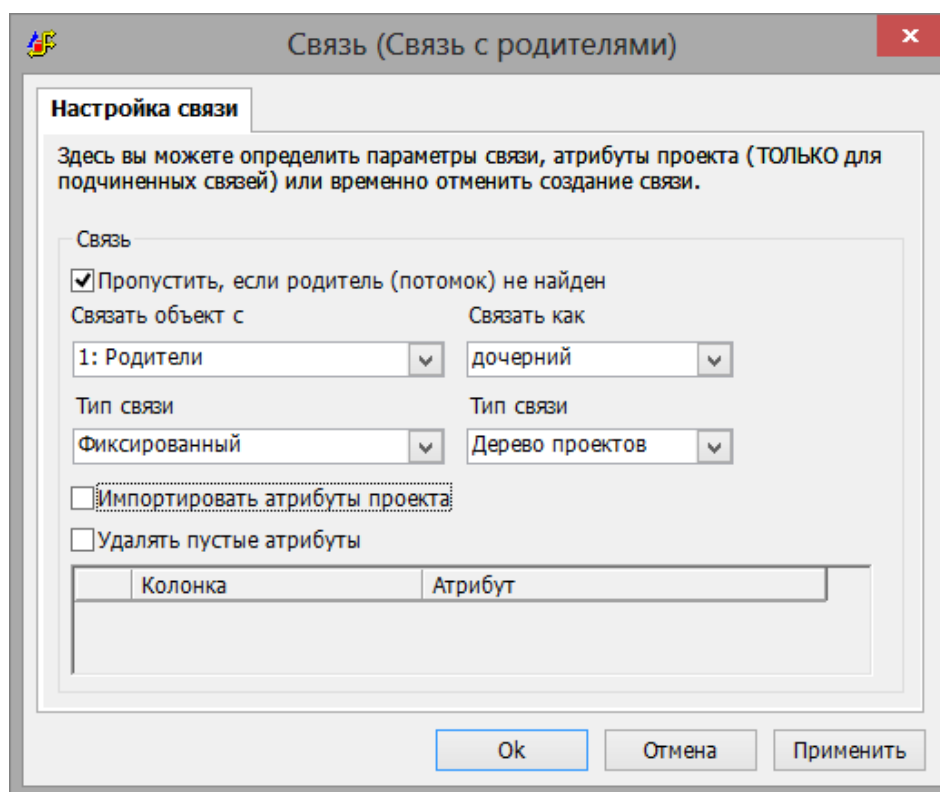 Связь (Связь с родителями)
Настройка связи
Здесь вы можете определить параметры связи, атрибуты проекта (ТОЛЬКО для
подчиненных связей) или временно отменить создание связи.
Связь
Пропустить, если родитель (потомок) не найден
Связать объект с Связать как
1: Родители дочерний
Тип связи Тип связи
Фиксированный Дерево проектов
Импортировать атрибуты проекта
Удалять пустые атрибуты
Колонка Атрибут
Ok Отмена Применить